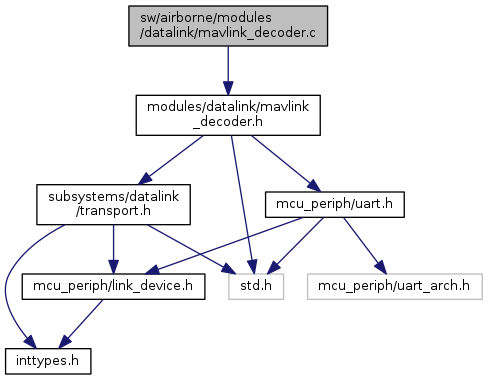 sw/airborne/modules
/datalink/mavlink_decoder.c
modules/datalink/mavlink
_decoder.h
subsystems/datalink
/transport.h
mcu_periph/uart.h
mcu_periph/link_device.h
std.h
mcu_periph/uart_arch.h
inttypes.h